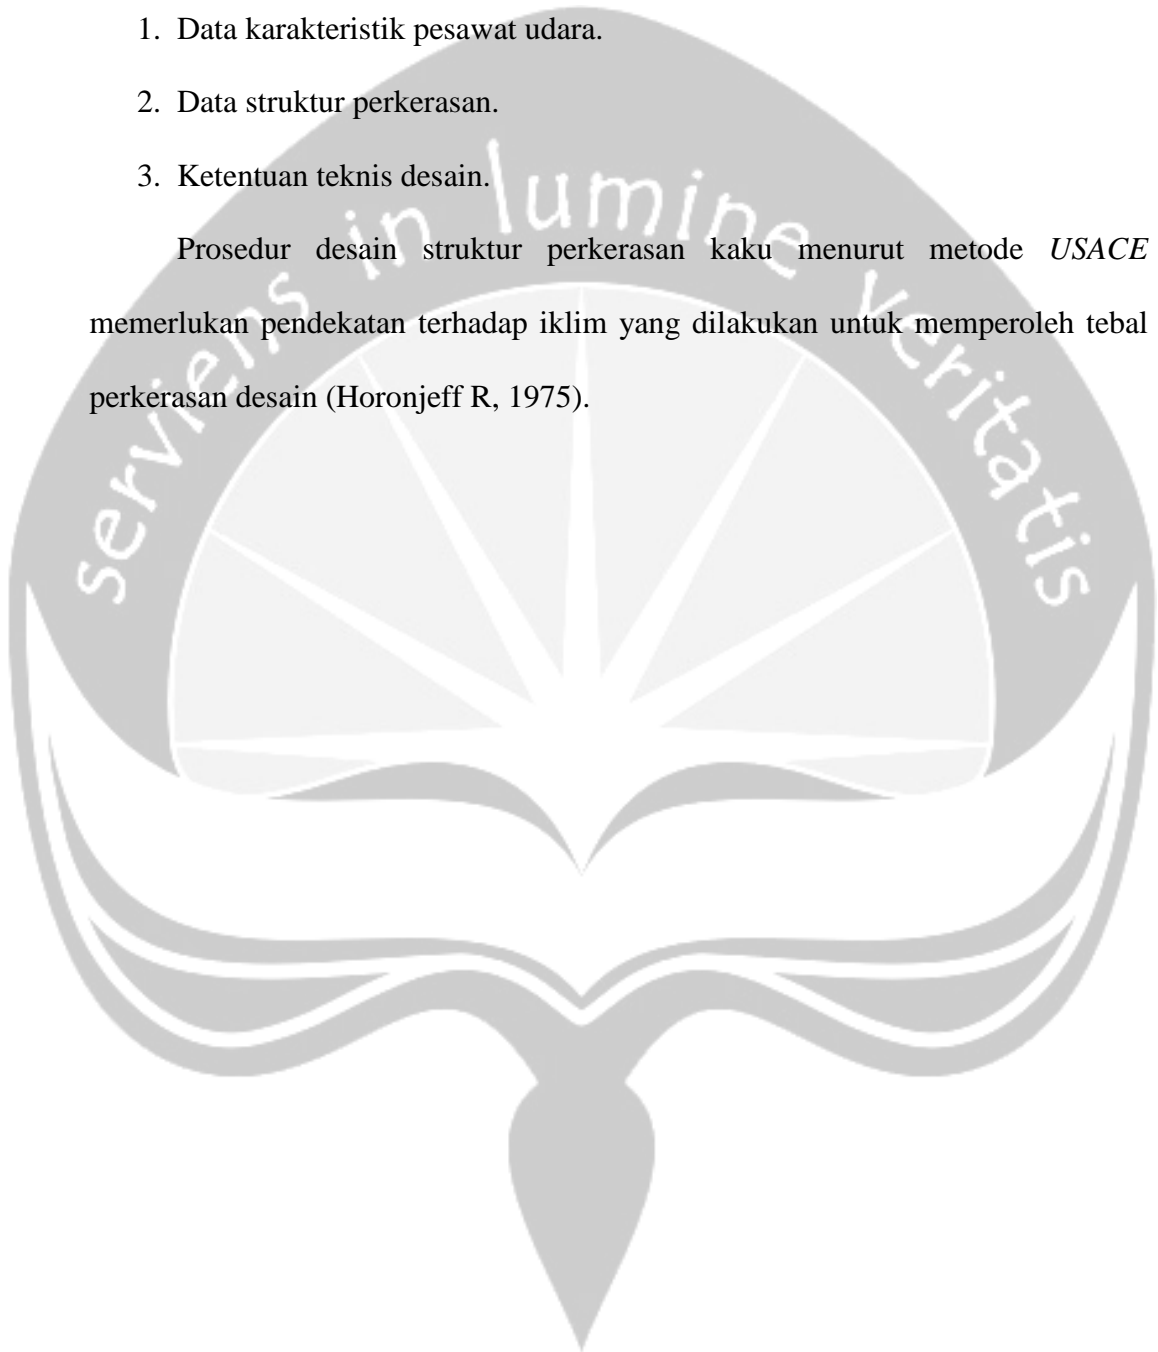 1. Data karakteristik pesawat udara.
2. Data struktur perkerasan.
3. Ketentuan teknis desain.
serviens in lumine veritatis
Prosedur desain struktur perkerasan kaku menurut metode USACE
memerlukan pendekatan terhadap iklim yang dilakukan untuk memperoleh tebal
perkerasan desain (Horonjeff R, 1975).